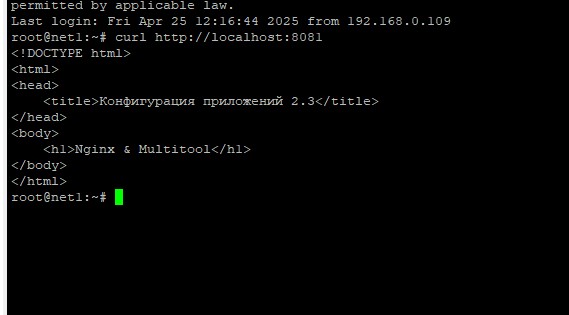 permitted by applicable law.
Last login: Fri Apr 25 12:16:44 2025 from 192.168.0.109
root@net1:~# curl http://localhost:8081
<!DOCTYPE html>
<html>
<head>
    <title>Конфигурация приложений 2.3</title>
</head>
<body>
    <h1>Nginx & Multitool</h1>
</body>
</html>
root@net1:~#